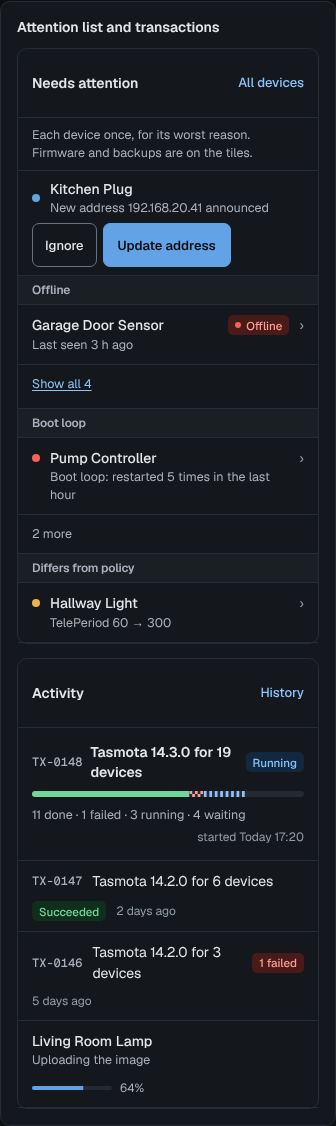 Attention list and transactions
Needs attention
All devices
Each device once, for its worst reason.
Firmware and backups are on the tiles.
Kitchen Plug
New address 192.168.20.41 announced
Ignore
Update address
Offline
Garage Door Sensor
Offline
Last seen 3 h ago
Show all 4
Boot loop
Pump Controller
Boot loop: restarted 5 times in the last
hour
2 more
Differs from policy
Hallway Light
TelePeriod 60 → 300
Activity
History
TX-0148
Tasmota 14.3.0 for 19
devices
Running
11 done · 1 failed · 3 running · 4 waiting
started Today 17:20
TX-0147
Tasmota 14.2.0 for 6 devices
Succeeded
2 days ago
TX-0146
Tasmota 14.2.0 for 3
devices
1 failed
5 days ago
Living Room Lamp
Uploading the image
64%